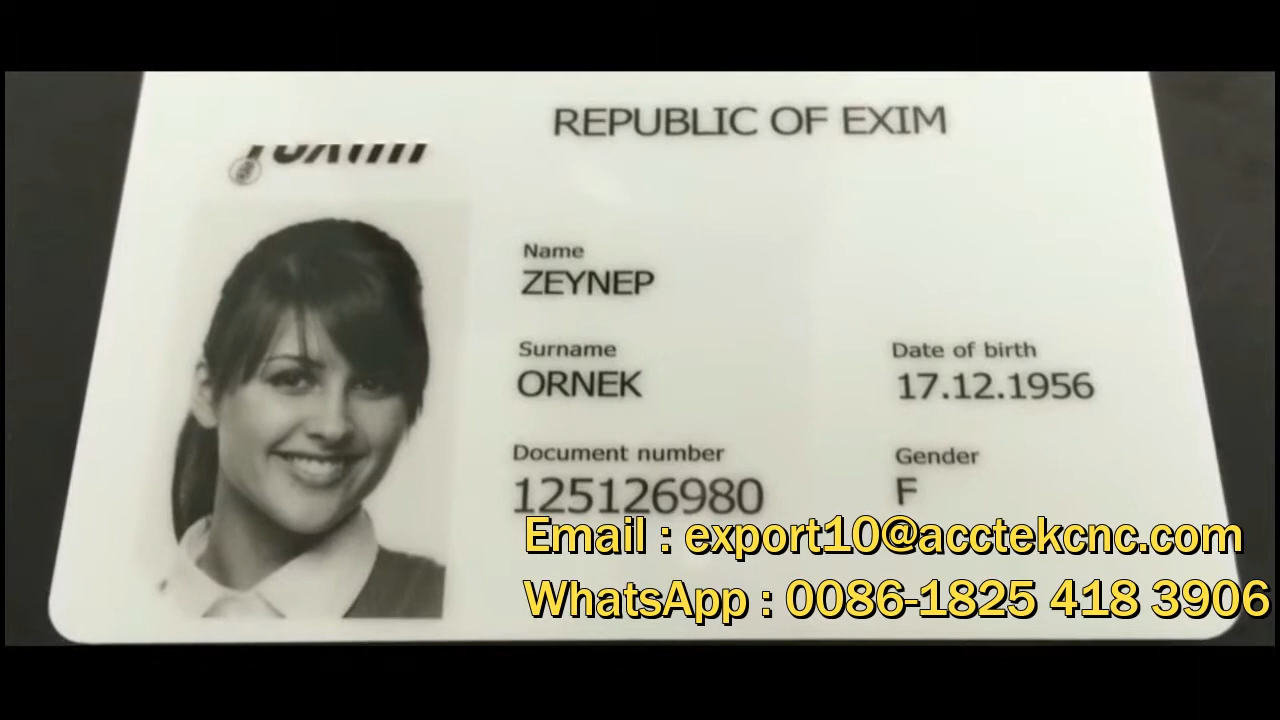 REPUBLIC OF EXIM
Name
ZEYNEP
Surname
ORNEK
Date of birth
17.12.1956
Document number
125126980
Gender
F
Email : export10@acctekcnc.com
WhatsApp : 0086-1825 418 3906